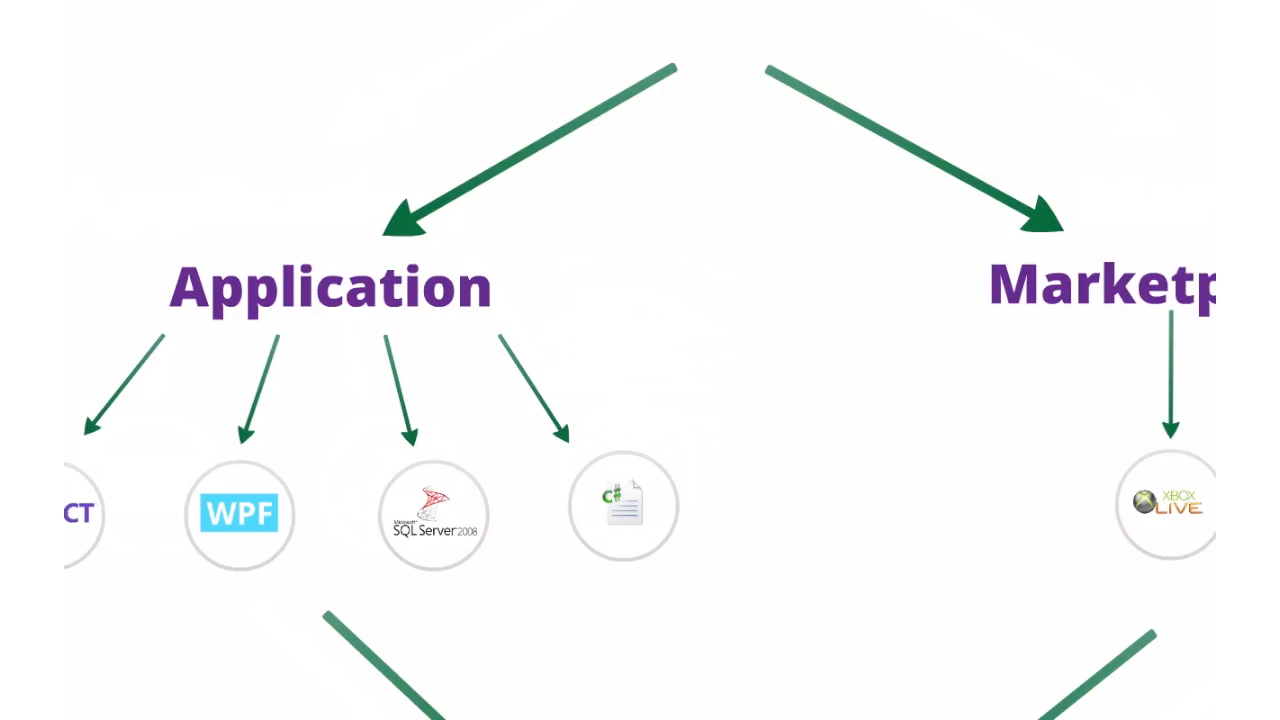 Application
Marketp
CT
WPF
Microsoft
SQL Server 2008
C#
XBOX
LIVE